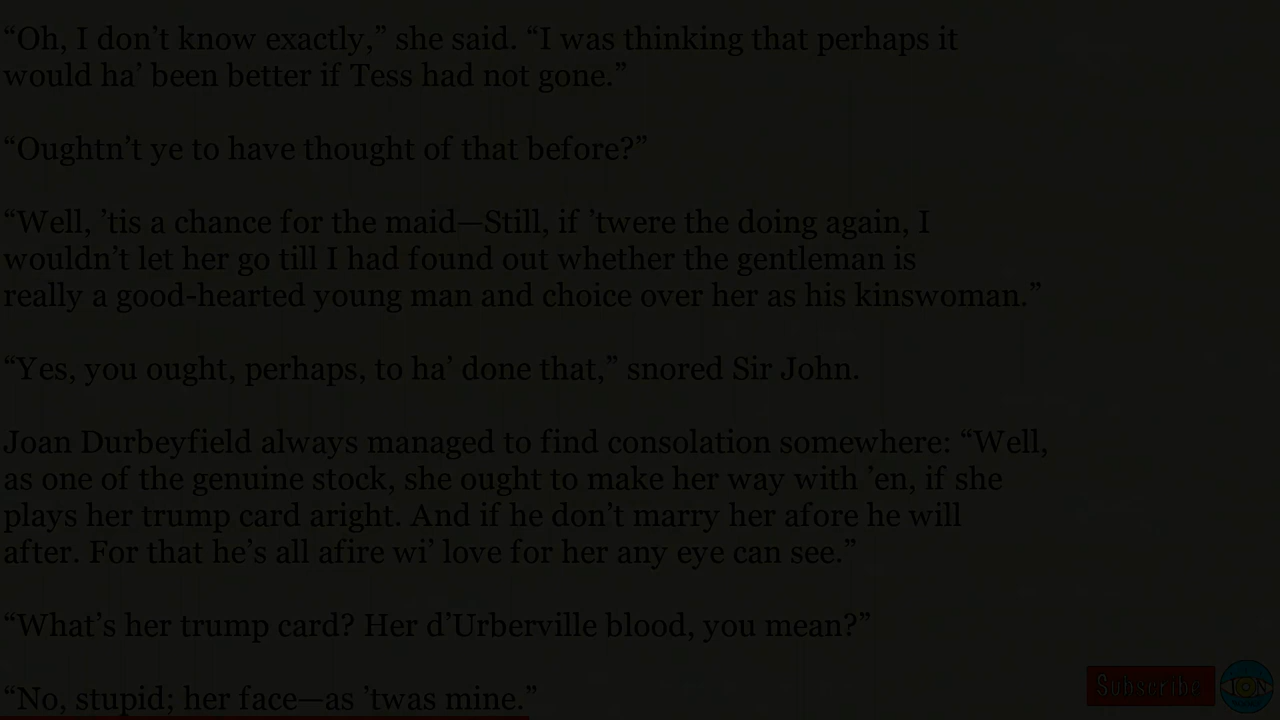 “Oh, I don’t know exactly,” she said. “I was thinking that perhaps it
would ha’ been better if Tess had not gone.”
“Oughtn’t ye to have thought of that before?”
“Well, ’tis a chance for the maid—Still, if ’twere the doing again, I
wouldn’t let her go till I had found out whether the gentleman is
really a good-hearted young man and choice over her as his kinswoman.”
“Yes, you ought, perhaps, to ha’ done that,” snored Sir John.
Joan Durbeyfield always managed to find consolation somewhere: “Well,
as one of the genuine stock, she ought to make her way with ’en, if she
plays her trump card aright. And if he don’t marry her afore he will
after. For that he’s all afire wi’ love for her any eye can see.”
“What’s her trump card? Her d’Urberville blood, you mean?”
“No, stupid; her face—as ’twas mine.”
Subscribe